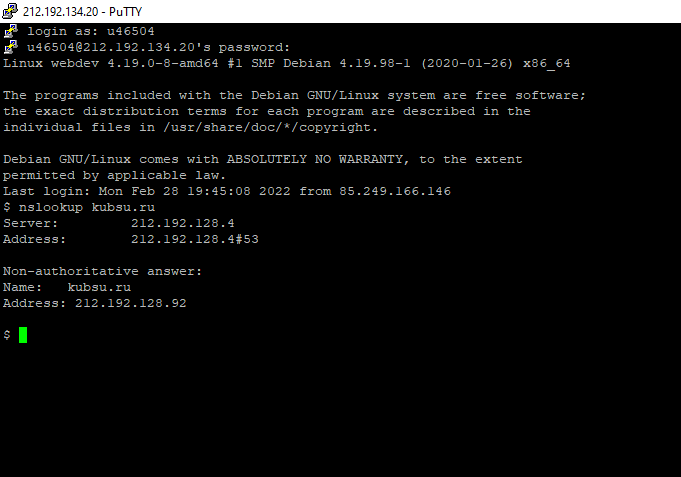 212.192.134.20 - PuTTY
login as: u46504
u46504@212.192.134.20's password:
Linux webdev 4.19.0-8-amd64 #1 SMP Debian 4.19.98-1 (2020-01-26) x86_64
The programs included with the Debian GNU/Linux system are free software;
the exact distribution terms for each program are described in the
individual files in /usr/share/doc/*/copyright.
Debian GNU/Linux comes with ABSOLUTELY NO WARRANTY, to the extent
permitted by applicable law.
Last login: Mon Feb 28 19:45:08 2022 from 85.249.166.146
$ nslookup kubsu.ru
Server:         212.192.128.4
Address:        212.192.128.4#53
Non-authoritative answer:
Name:   kubsu.ru
Address: 212.192.128.92
$